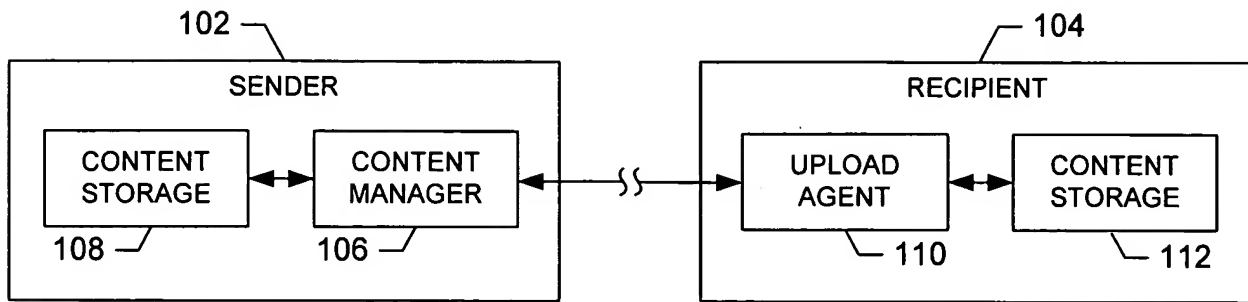 102
104
SENDER
RECIPIENT
CONTENT
STORAGE
CONTENT
MANAGER
UPLOAD
AGENT
CONTENT
STORAGE
108
106
110
112